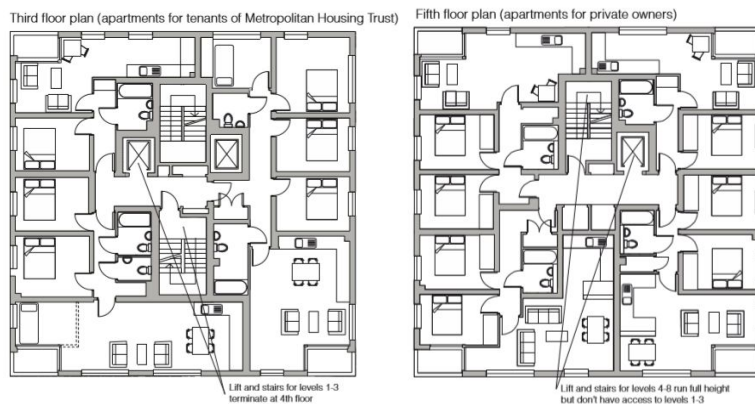 Third floor plan (apartments for tenants of Metropolitan Housing Trust)
Fifth floor plan (apartments for private owners)
Lift and stairs for levels 1-3
terminate at 4th floor
Lift and stairs for levels 4-8 run full height
but don't have access to levels 1-3